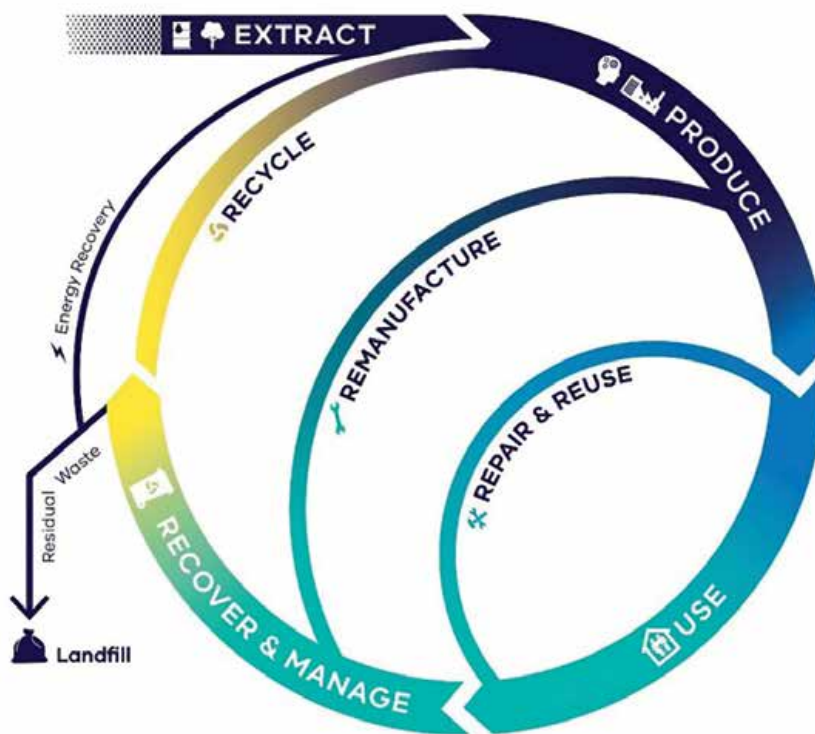 EXTRACT
PRODUCE
RECYCLE
Energy Recovery
REMANUFACTURE
REPAIR & REUSE
Residual Waste
RECOVER & MANAGE
USE
Landfill